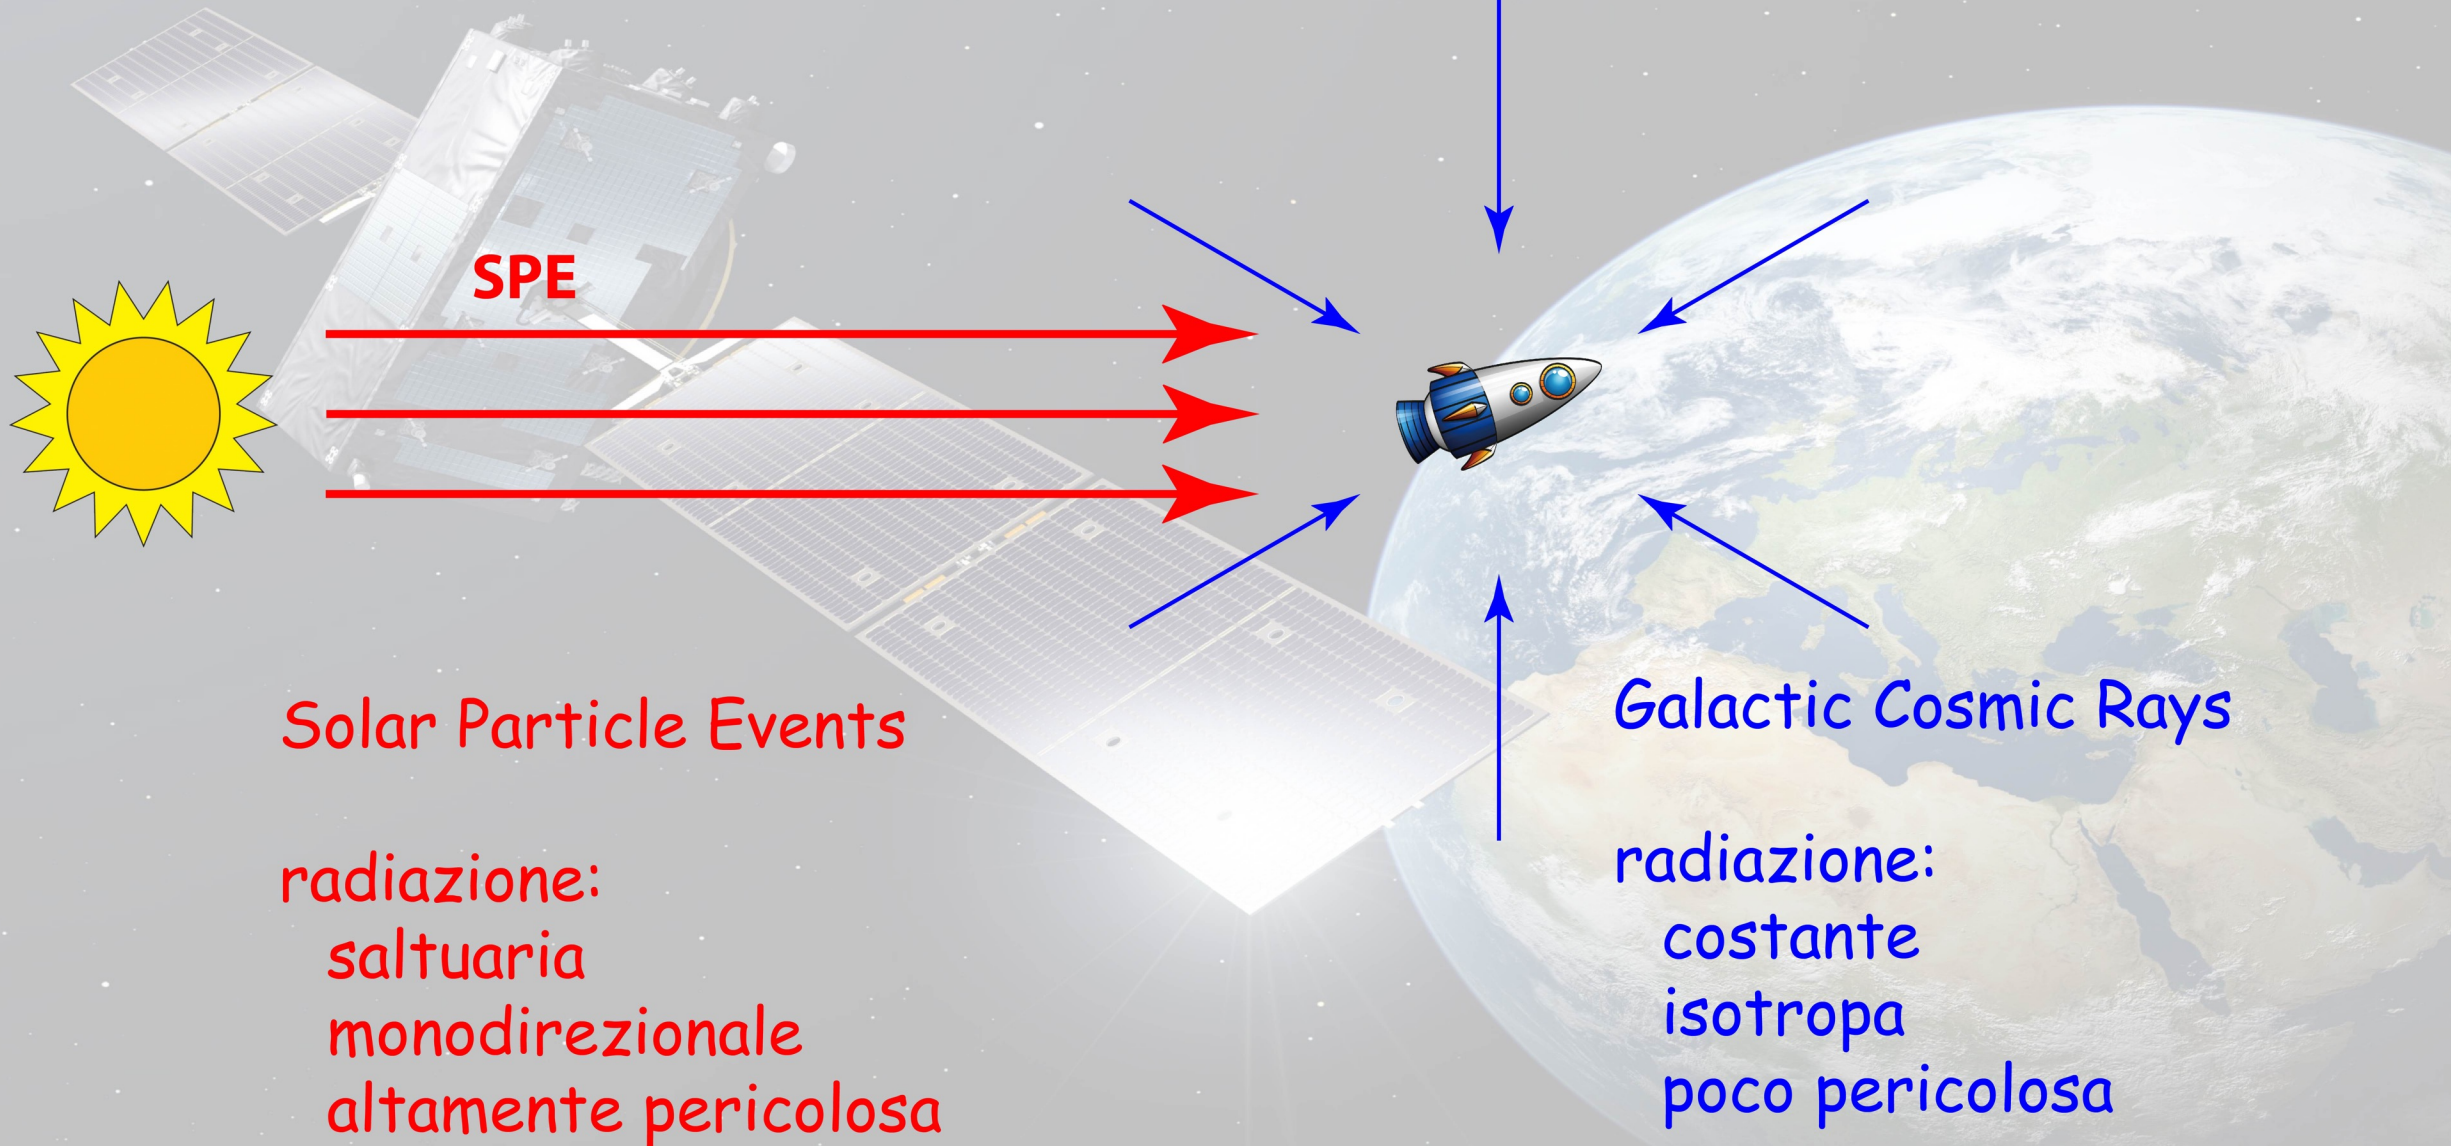 SPE
Solar Particle Events
radiazione:
saltuaria
monodirezionale
altamente pericolosa
Galactic Cosmic Rays
radiazione:
costante
isotropa
poco pericolosa